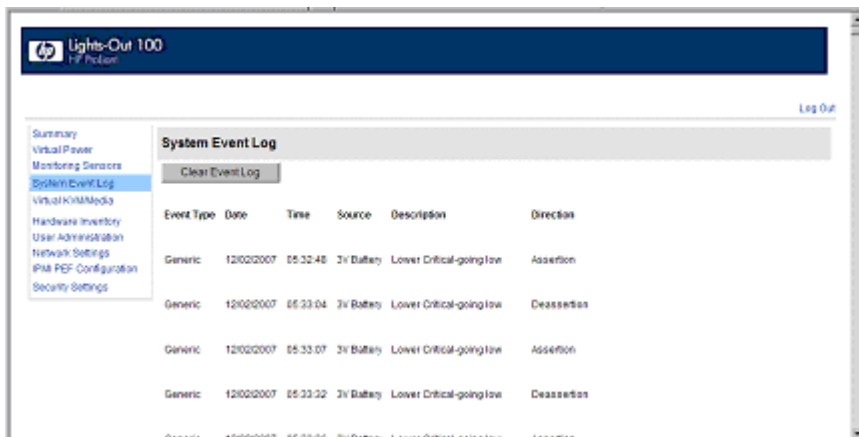 hp Lights-Out 100
HP ProLiant
Log Out
Summary
Virtual Power
Monitoring Sensors
System Event Log
Virtual KVM/Media
Hardware Inventory
User Administration
Network Settings
IPMI PEF Configuration
Security Settings
System Event Log
Clear Event Log
Event Type Date Time Source Description Direction
Generic 12/02/2007 05:32:48 3V Battery Lower Critical-going low Assertion
Generic 12/02/2007 05:33:04 3V Battery Lower Critical-going low Deassertion
Generic 12/02/2007 05:33:07 3V Battery Lower Critical-going low Assertion
Generic 12/02/2007 05:33:32 3V Battery Lower Critical-going low Deassertion